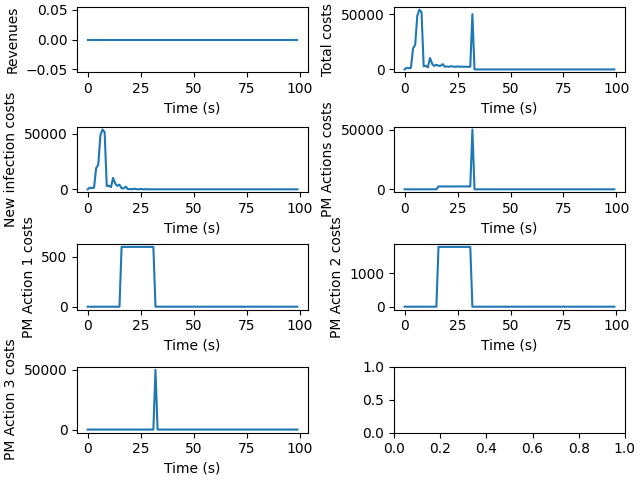 Revenues
0.05
0.00
−0.05
0 25 50 75 100
Time (s)
Total costs
50000
0
0 25 50 75 100
Time (s)
New infection costs
50000
0
0 25 50 75 100
Time (s)
PM Actions costs
50000
0
0 25 50 75 100
Time (s)
PM Action 1 costs
500
0
0 25 50 75 100
Time (s)
PM Action 2 costs
1000
0
0 25 50 75 100
Time (s)
PM Action 3 costs
50000
0
0 25 50 75 100
Time (s)
1.0
0.5
0.0
0.0 0.2 0.4 0.6 0.8 1.0